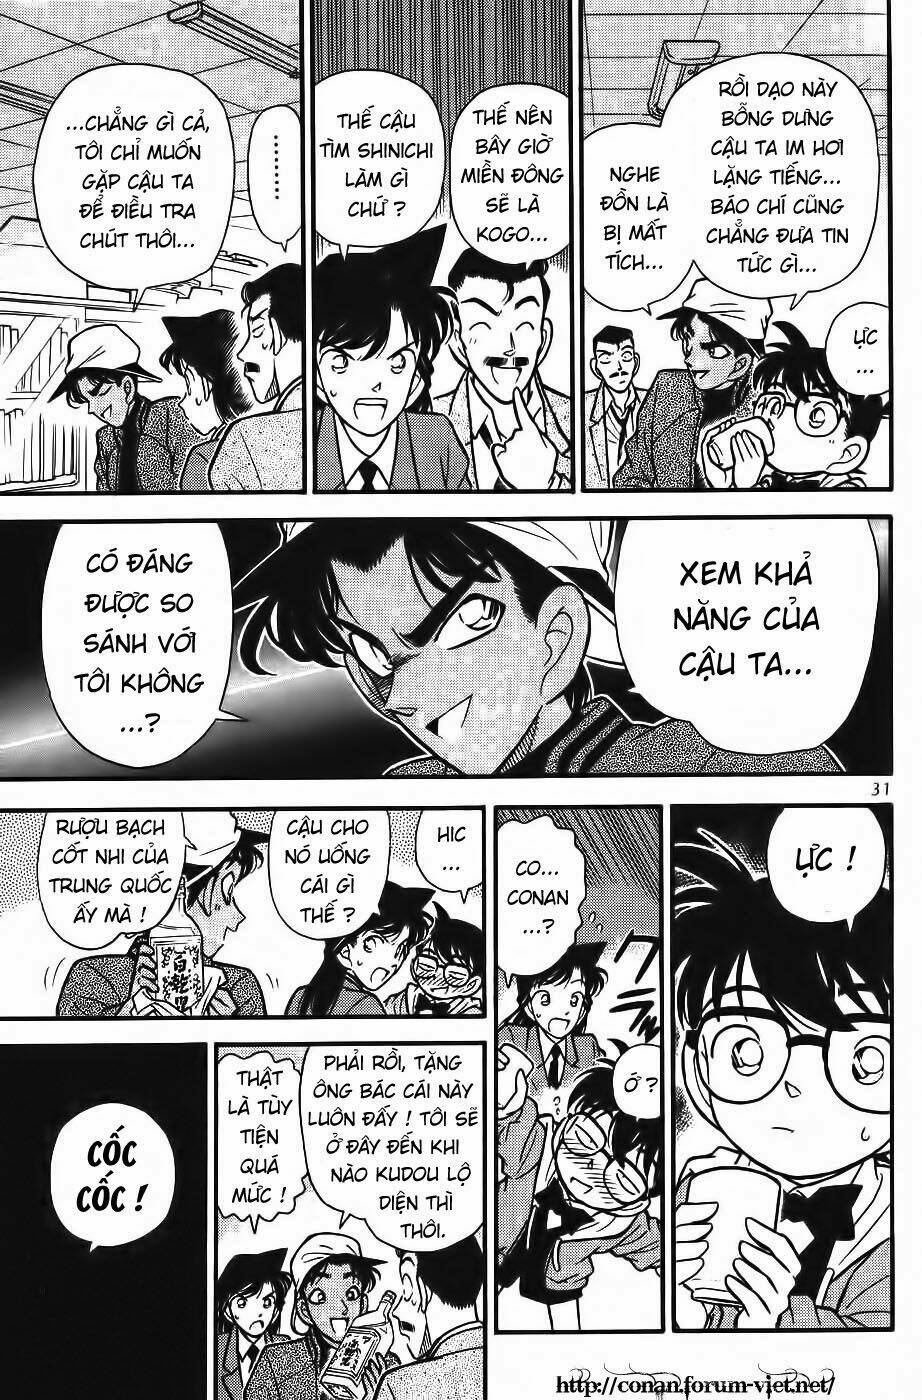 RỒI DẠO NÀY
BỖNG DƯNG
CẬU TA IM HƠI
LẶNG TIẾNG...
BÁO CHÍ CŨNG
CHẲNG ĐƯA TIN
TỨC GÌ...
NGHE
ĐỒN LÀ
BỊ MẤT
TÍCH...
ỰC
...
THẾ NÊN
BÂY GIỜ
MIỀN ĐÔNG
SẼ LÀ
KOGO...
THẾ CẬU
TÌM SHINICHI
LÀM GÌ
CHỨ ?
.........
...CHẲNG GÌ CẢ,
TÔI CHỈ MUỐN
GẶP CẬU TA
ĐỂ ĐIỀU TRA
CHÚT THÔI...
XEM KHẢ
NĂNG CỦA
CẬU TA...
CÓ ĐÁNG
ĐƯỢC SO
SÁNH VỚI
TÔI KHÔNG
...?
31
ỰC !
CO...
CONAN
...?
Ớ ?
HIC
...
CẬU CHO
NÓ UỐNG
CÁI GÌ
THẾ ?
RƯỢU BẠCH
CỐT NHI CỦA
TRUNG QUỐC
ẤY MÀ !
PHẢI RỒI, TẶNG
ÔNG BÁC CÁI NÀY
LUÔN ĐẤY ! TÔI SẼ
Ở ĐÂY ĐẾN KHI
NÀO KUDOU LỘ
DIỆN THÌ
THÔI.
THẬT
LÀ TÙY
TIỆN
QUÁ
MỨC !
CỐC
CỐC !
http://conan.forum-viet.net/